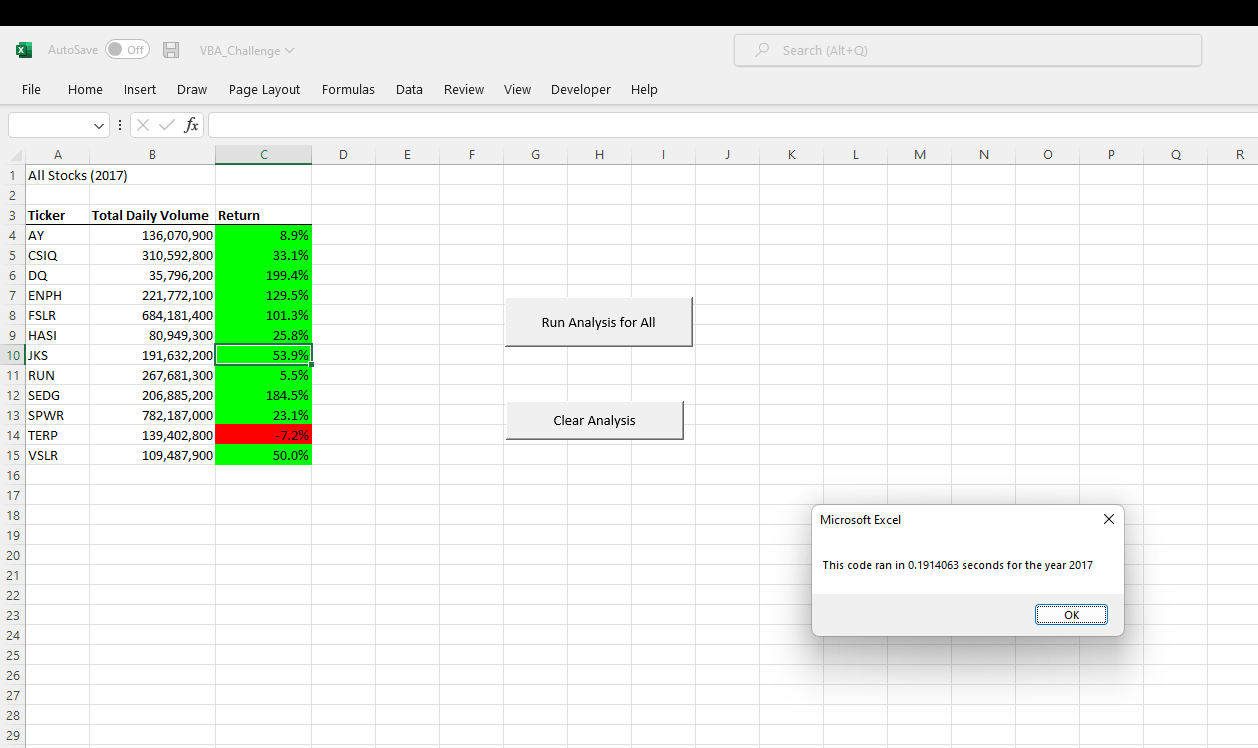 AutoSave Off VBA_Challenge Search (Alt+Q)
File Home Insert Draw Page Layout Formulas Data Review View Developer Help
fx
A B C D E F G H I J K L M N O P Q R
1 All Stocks (2017)
2
3 Ticker Total Daily Volume Return
4 AY 136,070,900 8.9%
5 CSIQ 310,592,800 33.1%
6 DQ 35,796,200 199.4%
7 ENPH 221,772,100 129.5%
8 FSLR 684,181,400 101.3%
9 HASI 80,949,300 25.8%
10 JKS 191,632,200 53.9%
11 RUN 267,681,300 5.5%
12 SEDG 206,885,200 184.5%
13 SPWR 782,187,000 23.1%
14 TERP 139,402,800 -7.2%
15 VSLR 109,487,900 50.0%
Run Analysis for All
Clear Analysis
16
17
18
19
20
21
22
23
24
25
26
27
28
29
Microsoft Excel
This code ran in 0.1914063 seconds for the year 2017
OK